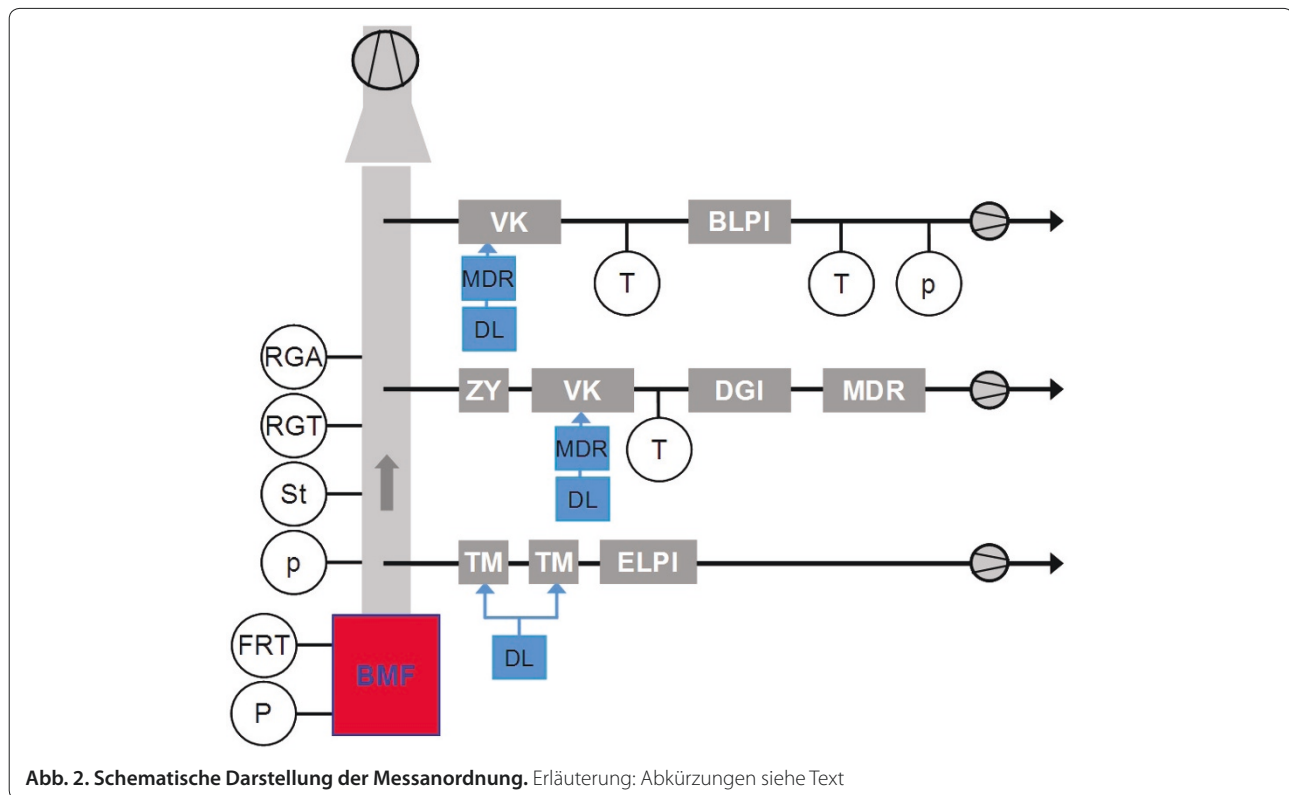 VK
BLPI
MDR
T
T
p
DL
RGA
ZY
VK
DGI
MDR
RGT
MDR
T
St
DL
p
TM
TM
ELPI
FRT
DL
BMF
P
Abb. 2. Schematische Darstellung der Messanordnung. Erläuterung: Abkürzungen siehe Text